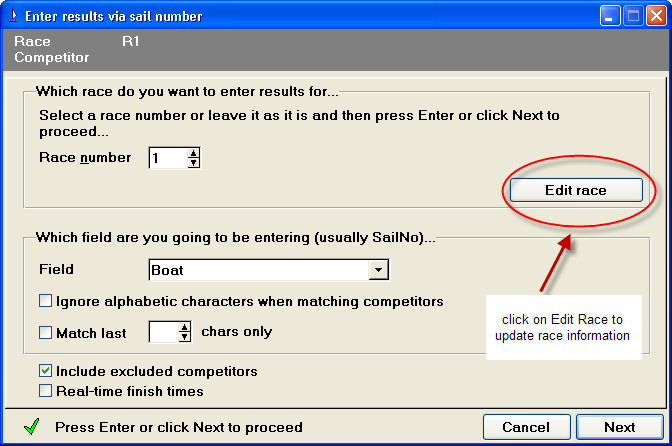 Enter results via sail number
Race R1
Competitor
Which race do you want to enter results for...
Select a race number or leave it as it is and then press Enter or click Next to
proceed...
Race number 1
Edit race
Which field are you going to be entering (usually SailNo)...
Field Boat
Ignore alphabetic characters when matching competitors
Match last chars only
click on Edit Race to
update race information
Include excluded competitors
Real-time finish times
Press Enter or click Next to proceed
Cancel Next